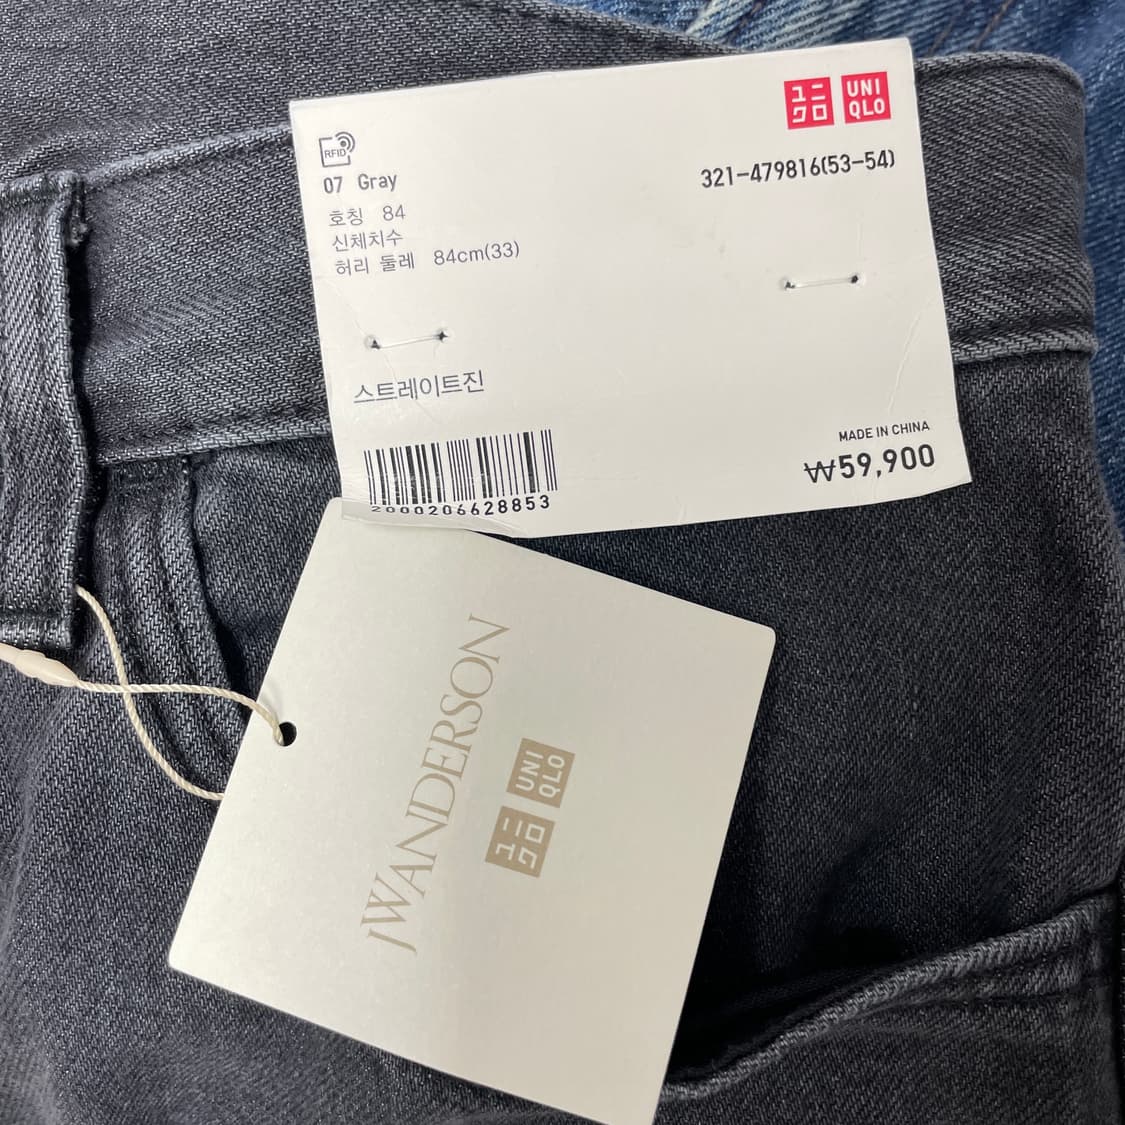 ユニクロ
UNIQLO
RFID
07 Gray
321-479816(53-54)
호칭 84
신체치수
허리 둘레 84cm(33)
스트레이트진
MADE IN CHINA
₩59,900
2000206628853
JW ANDERSON
UNIQLO
ユニクロ